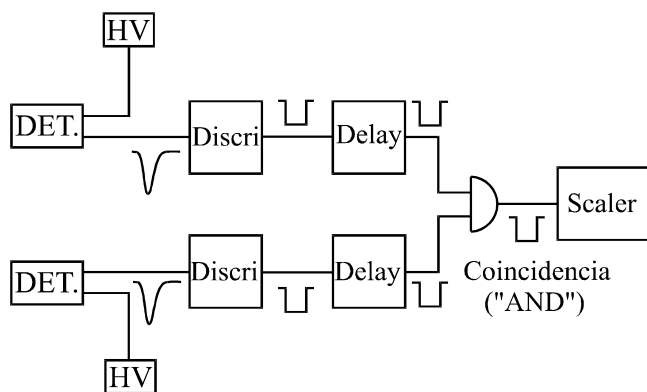 HV
DET.
Discri
Delay
Scaler
DET.
Discri
Delay
Coincidencia
("AND")
HV